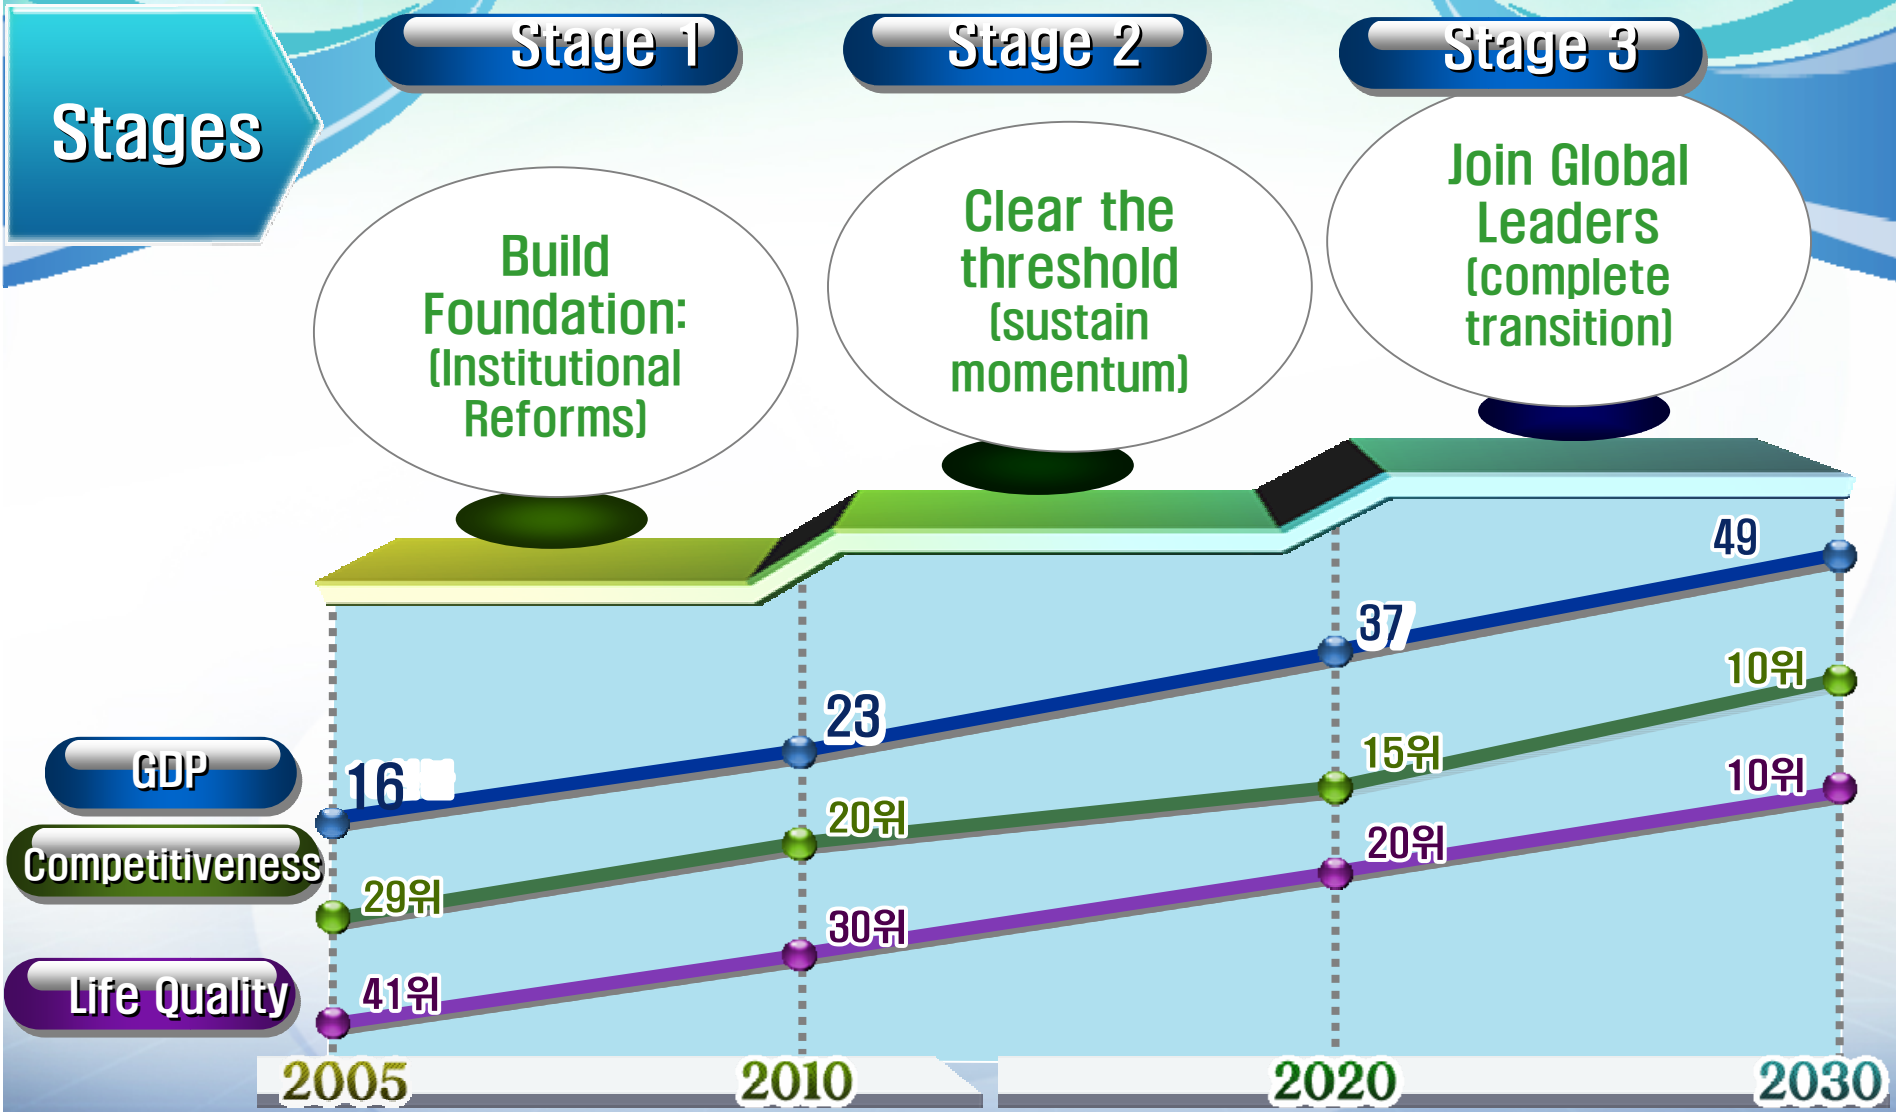 Stages
Stage 1
Stage 2
Stage 3
Build
Foundation:
(Institutional
Reforms)
Clear the
threshold
(sustain
momentum)
Join Global
Leaders
(complete
transition)
GDP
16
23
37
49
Competitiveness
29위
20위
15위
10위
Life Quality
41위
30위
20위
10위
2005
2010
2020
2030